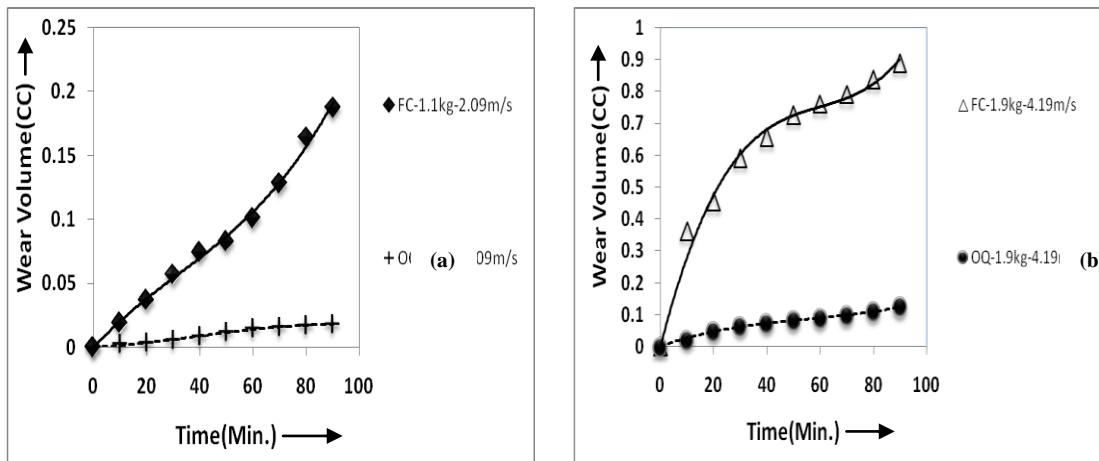 0.25
0.2
0.15
0.1
0.05
0
Wear Volume(CC)
0 20 40 60 80 100
Time(Min.)
FC-1.1kg-2.09m/s
(a) 09m/s
1
0.9
0.8
0.7
0.6
0.5
0.4
0.3
0.2
0.1
0
Wear Volume(CC)
0 20 40 60 80 100
Time(Min.)
FC-1.9kg-4.19m/s
OQ-1.9kg-4.19 (b)